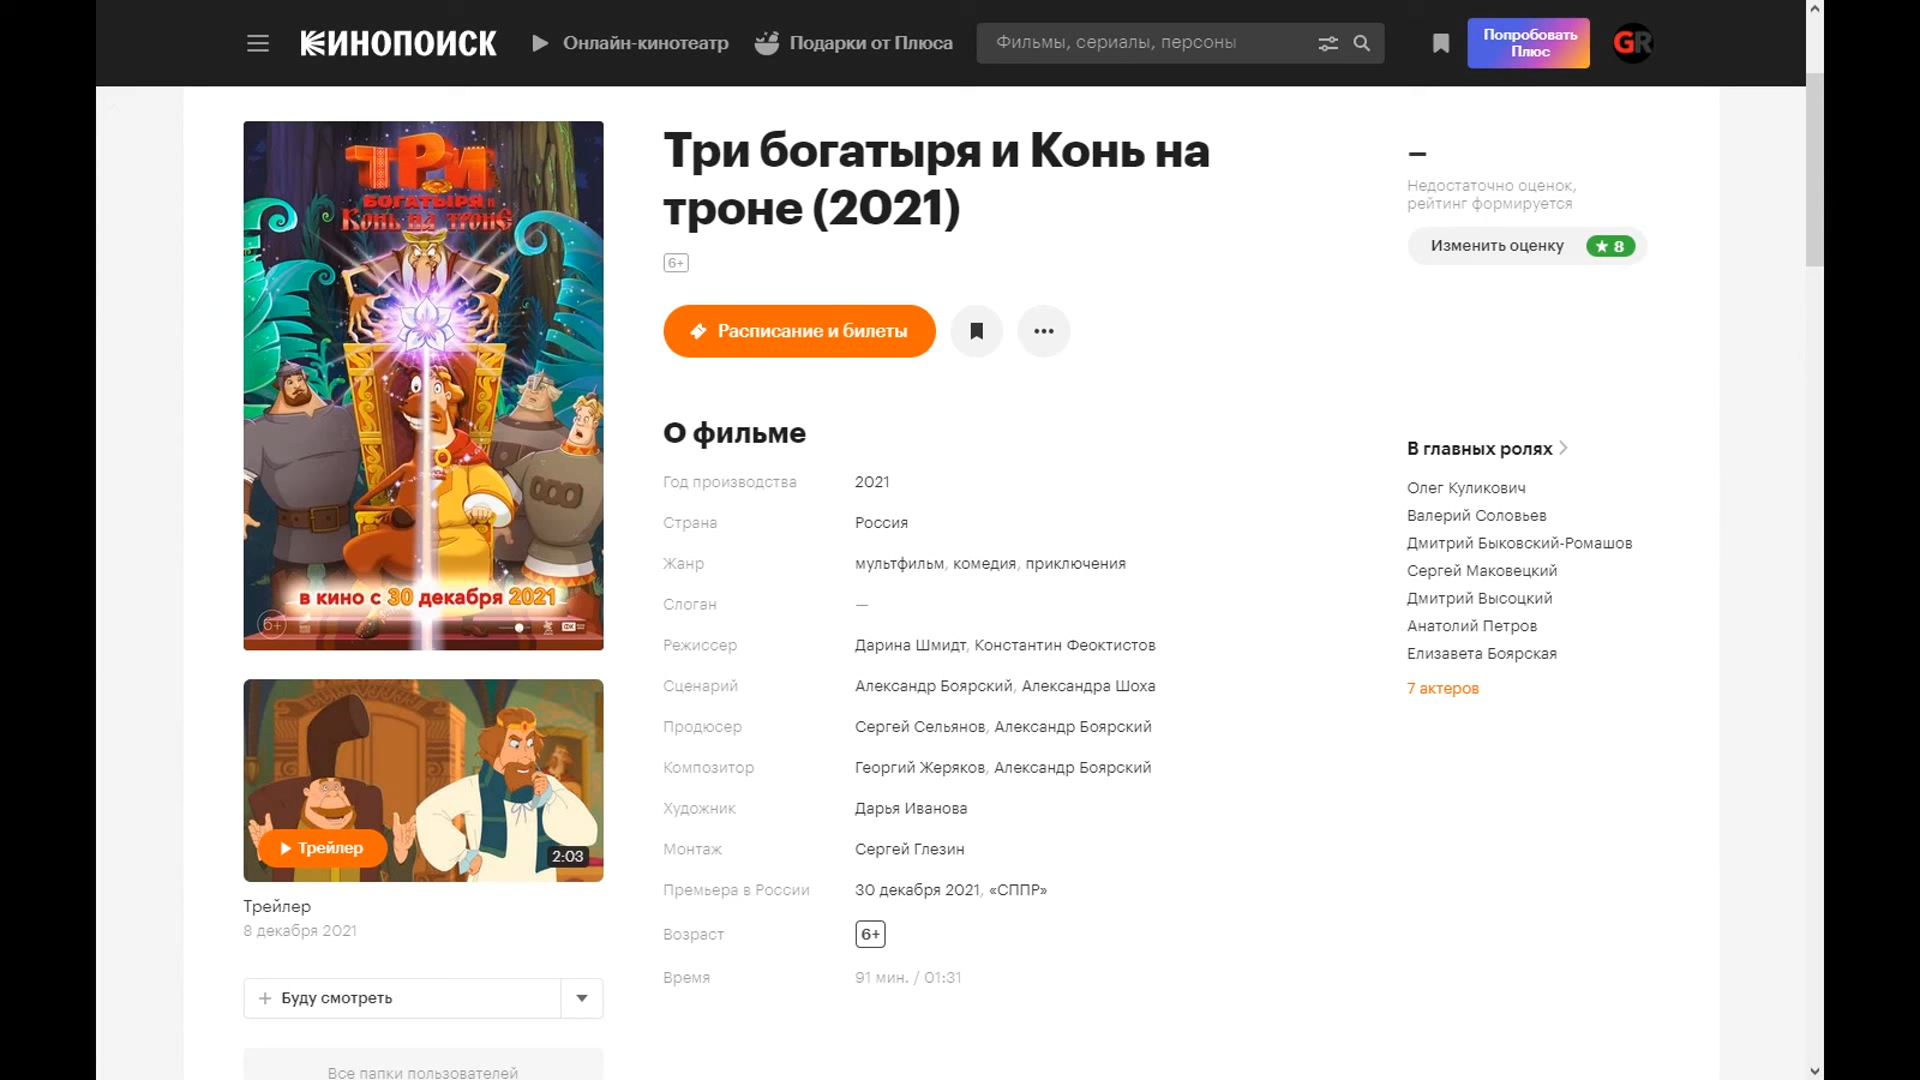 КИНОПОИСК
Онлайн-кинотеатр
Подарки от Плюса
Фильмы, сериалы, персоны
Попробовать
Плюс
GR
ТРИ
БОГАТЫРЯ И
КОНЬ НА ТРОНЕ
в кино с 30 декабря 2021
6+
Трейлер
2:03
Трейлер
8 декабря 2021
Буду смотреть
Все папки пользователей
Три богатыря и Конь на
троне (2021)
6+
Расписание и билеты
О фильме
Год производства 2021
Страна Россия
Жанр мультфильм, комедия, приключения
Слоган —
Режиссер Дарина Шмидт, Константин Феоктистов
Сценарий Александр Боярский, Александра Шоха
Продюсер Сергей Сельянов, Александр Боярский
Композитор Георгий Жеряков, Александр Боярский
Художник Дарья Иванова
Монтаж Сергей Глезин
Премьера в России 30 декабря 2021, «СППР»
Возраст 6+
Время 91 мин. / 01:31
–
Недостаточно оценок,
рейтинг формируется
Изменить оценку 8
В главных ролях
Олег Куликович
Валерий Соловьев
Дмитрий Быковский-Ромашов
Сергей Маковецкий
Дмитрий Высоцкий
Анатолий Петров
Елизавета Боярская
7 актеров